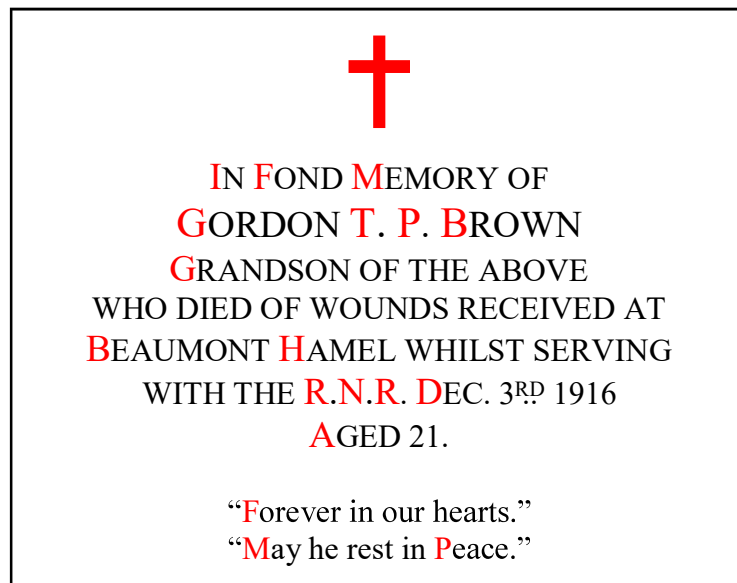 IN FOND MEMORY OF
GORDON T. P. BROWN
GRANDSON OF THE ABOVE
WHO DIED OF WOUNDS RECEIVED AT
BEAUMONT HAMEL WHILST SERVING
WITH THE R.N.R. DEC. 3RD. 1916
AGED 21.
“Forever in our hearts.”
“May he rest in Peace.”